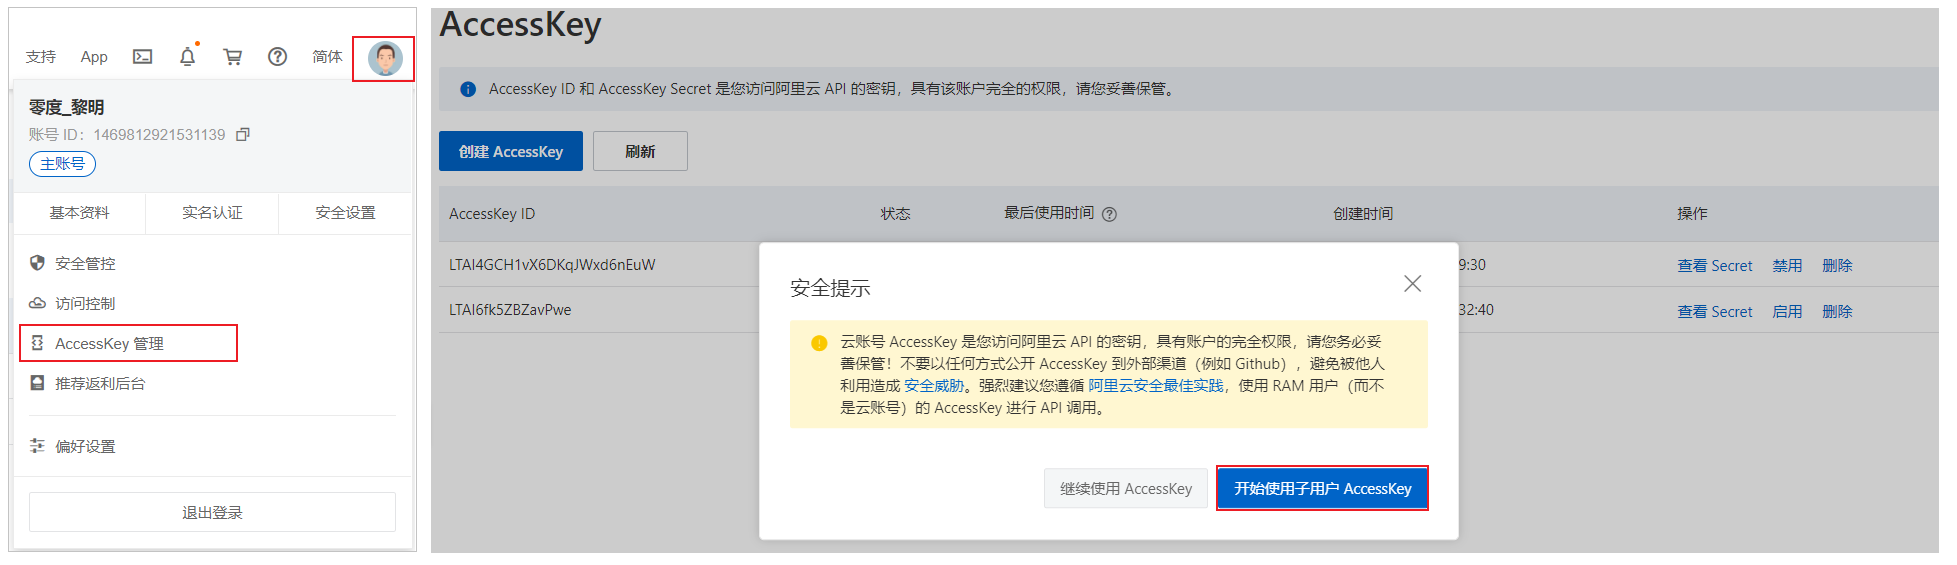 支持 App 简体
零度_黎明
账号 ID：1469812921531139
主账号
基本资料 实名认证 安全设置
安全管控
访问控制
AccessKey 管理
推荐返利后台
偏好设置
退出登录
AccessKey
AccessKey ID 和 AccessKey Secret 是您访问阿里云 API 的密钥，具有该账户完全的权限，请您妥善保管。
创建 AccessKey 刷新
AccessKey ID 状态 最后使用时间 创建时间 操作
LTAI4GCH1vX6DKqJWxd6nEuW 9:30 查看 Secret 禁用 删除
LTAI6fk5ZBZavPwe 32:40 查看 Secret 启用 删除
安全提示
云账号 AccessKey 是您访问阿里云 API 的密钥，具有账户的完全权限，请您务必妥
善保管！不要以任何方式公开 AccessKey 到外部渠道（例如 Github），避免被他人
利用造成 安全威胁。强烈建议您遵循 阿里云安全最佳实践，使用 RAM 用户（而不
是云账号）的 AccessKey 进行 API 调用。
继续使用 AccessKey 开始使用子用户 AccessKey